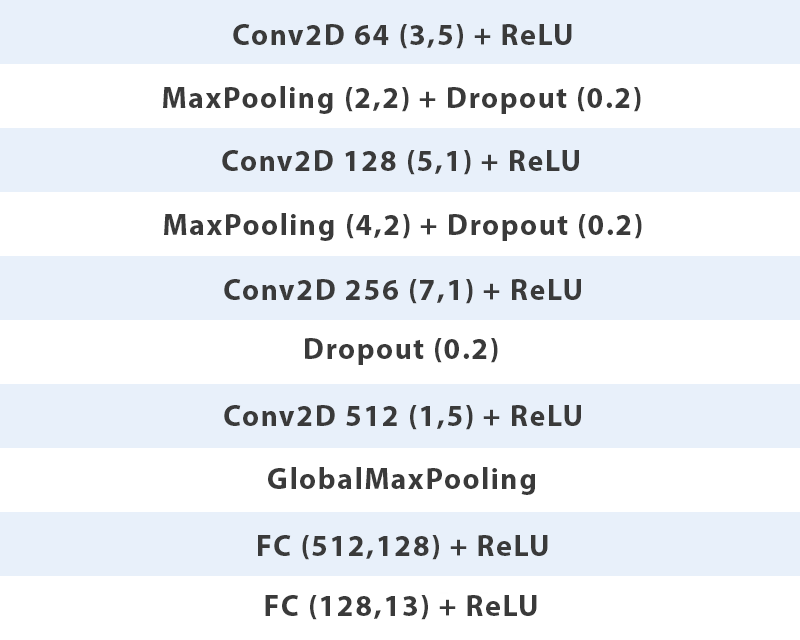 Conv2D 64 (3,5) + ReLU
MaxPooling (2,2) + Dropout (0.2)
Conv2D 128 (5,1) + ReLU
MaxPooling (4,2) + Dropout (0.2)
Conv2D 256 (7,1) + ReLU
Dropout (0.2)
Conv2D 512 (1,5) + ReLU
GlobalMaxPooling
FC (512,128) + ReLU
FC (128,13) + ReLU